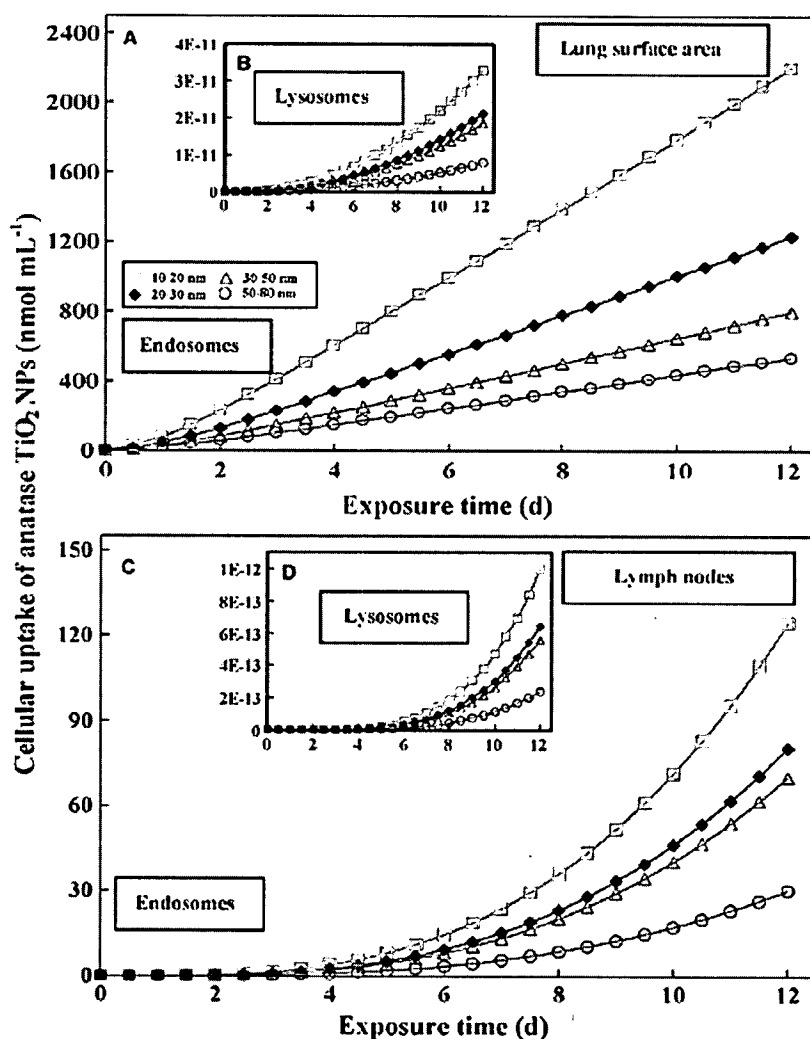 A
Lung surface area
B
Lysosomes
4E-11
3E-11
2E-11
1E-11
0
0 2 4 6 8 10 12
2400
2200
1800
1600
1200
800
400
0
10-20 nm
30-50 nm
20-30 nm
50-80 nm
Endosomes
0 2 4 6 8 10 12
Exposure time (d)
Cellular uptake of anatase TiO2 NPs (nmol mL-1)
C
Lymph nodes
D
Lysosomes
1E-12
8E-13
6E-13
4E-13
2E-13
0
0 2 4 6 8 10 12
150
120
90
60
30
0
Endosomes
0 2 4 6 8 10 12
Exposure time (d)